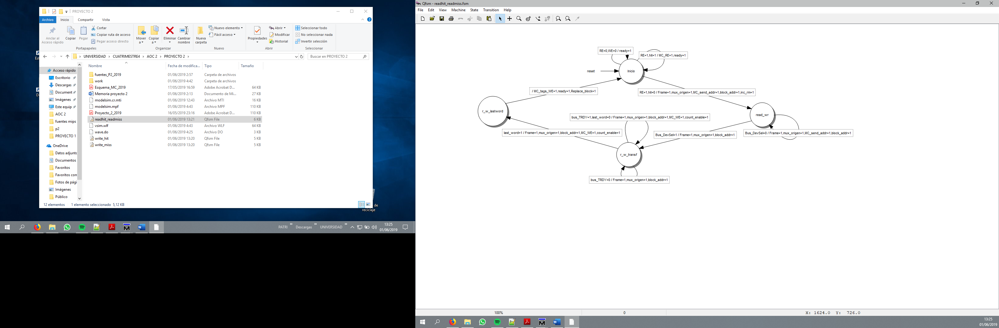 PROYECTO 2
Archivo Inicio Compartir Vista
Anclar al Acceso rápido
Copiar
Pegar
Cortar
Copiar ruta de acceso
Pegar acceso directo
Portapapeles
Mover a
Copiar a
Eliminar
Cambiar nombre
Organizar
Nueva carpeta
Nuevo elemento
Fácil acceso
Nuevo
Propiedades
Abrir
Modificar
Historial
Abrir
Seleccionar todo
No seleccionar nada
Invertir selección
Seleccionar
UNIVERSIDAD > CUATRIMESTRE4 > AOC 2 > PROYECTO 2 >
Buscar en PROYECTO 2
Acceso rápido
Escritorio
Descargas
Document
Imágenes
Este equip
AOC 2
fuentes mips
p2
PROYECTO 1
OneDrive
Datos adjunto
Documentos
Favoritos
Favoritos com
Fotos de pági
Imágenes
Público
Nombre Fecha de modifica... Tipo Tamaño
fuentes_P2_2019 01/06/2019 2:57 Carpeta de archivos
work 01/06/2019 4:42 Carpeta de archivos
Esquema_MC_2019 17/05/2019 16:59 Adobe Acrobat D... 64 KB
Memoria proyecto 2 01/06/2019 2:13 Documento de Mi... 27 KB
modelsim.cr.mti 01/06/2019 12:43 Archivo MTI 16 KB
modelsim.mpf 01/06/2019 4:43 Archivo MPF 110 KB
Proyecto_2_2019 16/05/2019 23:16 Adobe Acrobat D... 110 KB
readhit_readmiss 01/06/2019 13:21 Qfsm File 6 KB
vsim.wlf 01/06/2019 4:43 Archivo WLF 64 KB
wave.do 01/06/2019 4:25 Archivo DO 3 KB
write_hit 01/06/2019 13:20 Qfsm File 5 KB
write_miss 01/06/2019 13:20 Qfsm File 5 KB
12 elementos 1 elemento seleccionado 5,12 KB
Est
de
reciclaje
PATRI » Descargas » UNIVERSIDAD »
13:25
01/06/2019
Qfsm - readhit_readmiss.fsm
File Edit View Machine State Transition Help
RE=0,WE=0 / ready=1
RE=1,hit=1 / MC_RE=1,ready=1
reset
Inicio
/ MC_tags_WE=1,ready=1,Replace_block=1
RE=1,hit=0 / Frame=1,mux_origen=1,MC_send_addr=1,block_addr=1,inc_rm=1
r_w_lastword
read_wr
bus_TRDY=1,last_word=0 / Frame=1,mux_origen=1,block_addr=1,MC_WE=1,count_enable=1
last_word=1 / Frame=1,mux_origen=1,block_addr=1,MC_WE=1,count_enable=1
Bus_DevSel=1 / Frame=1,mux_origen=1,block_addr=1
Bus_DevSel=0 / Frame=1,mux_origen=1,MC_send_addr=1,block_addr=1
r_w_transf
bus_TRDY=0 / Frame=1,mux_origen=1,block_addr=1
100% 0 X: 1624.0 Y: 726.0
13:25
01/06/2019